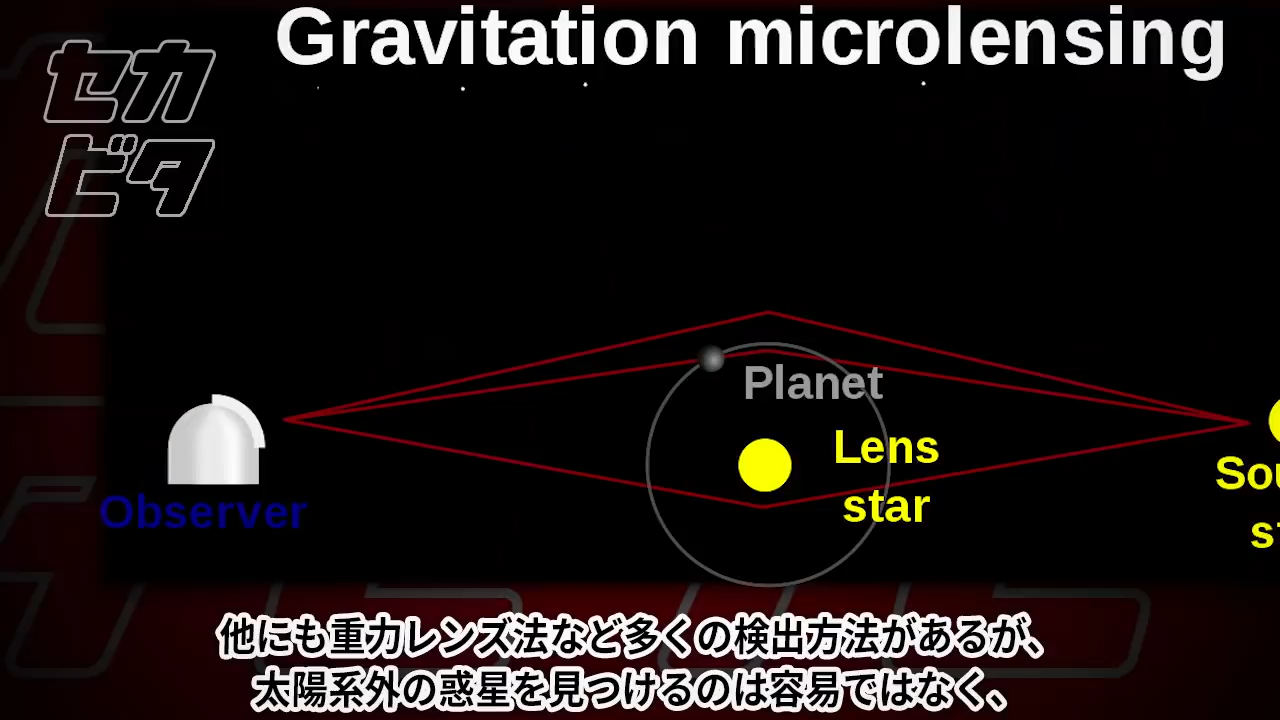 Gravitation microlensing
セカ
ビタ
Planet
Lens
star
Observer
他にも重力レンズ法など多くの検出方法があるが、
太陽系外の惑星を見つけるのは容易ではなく、